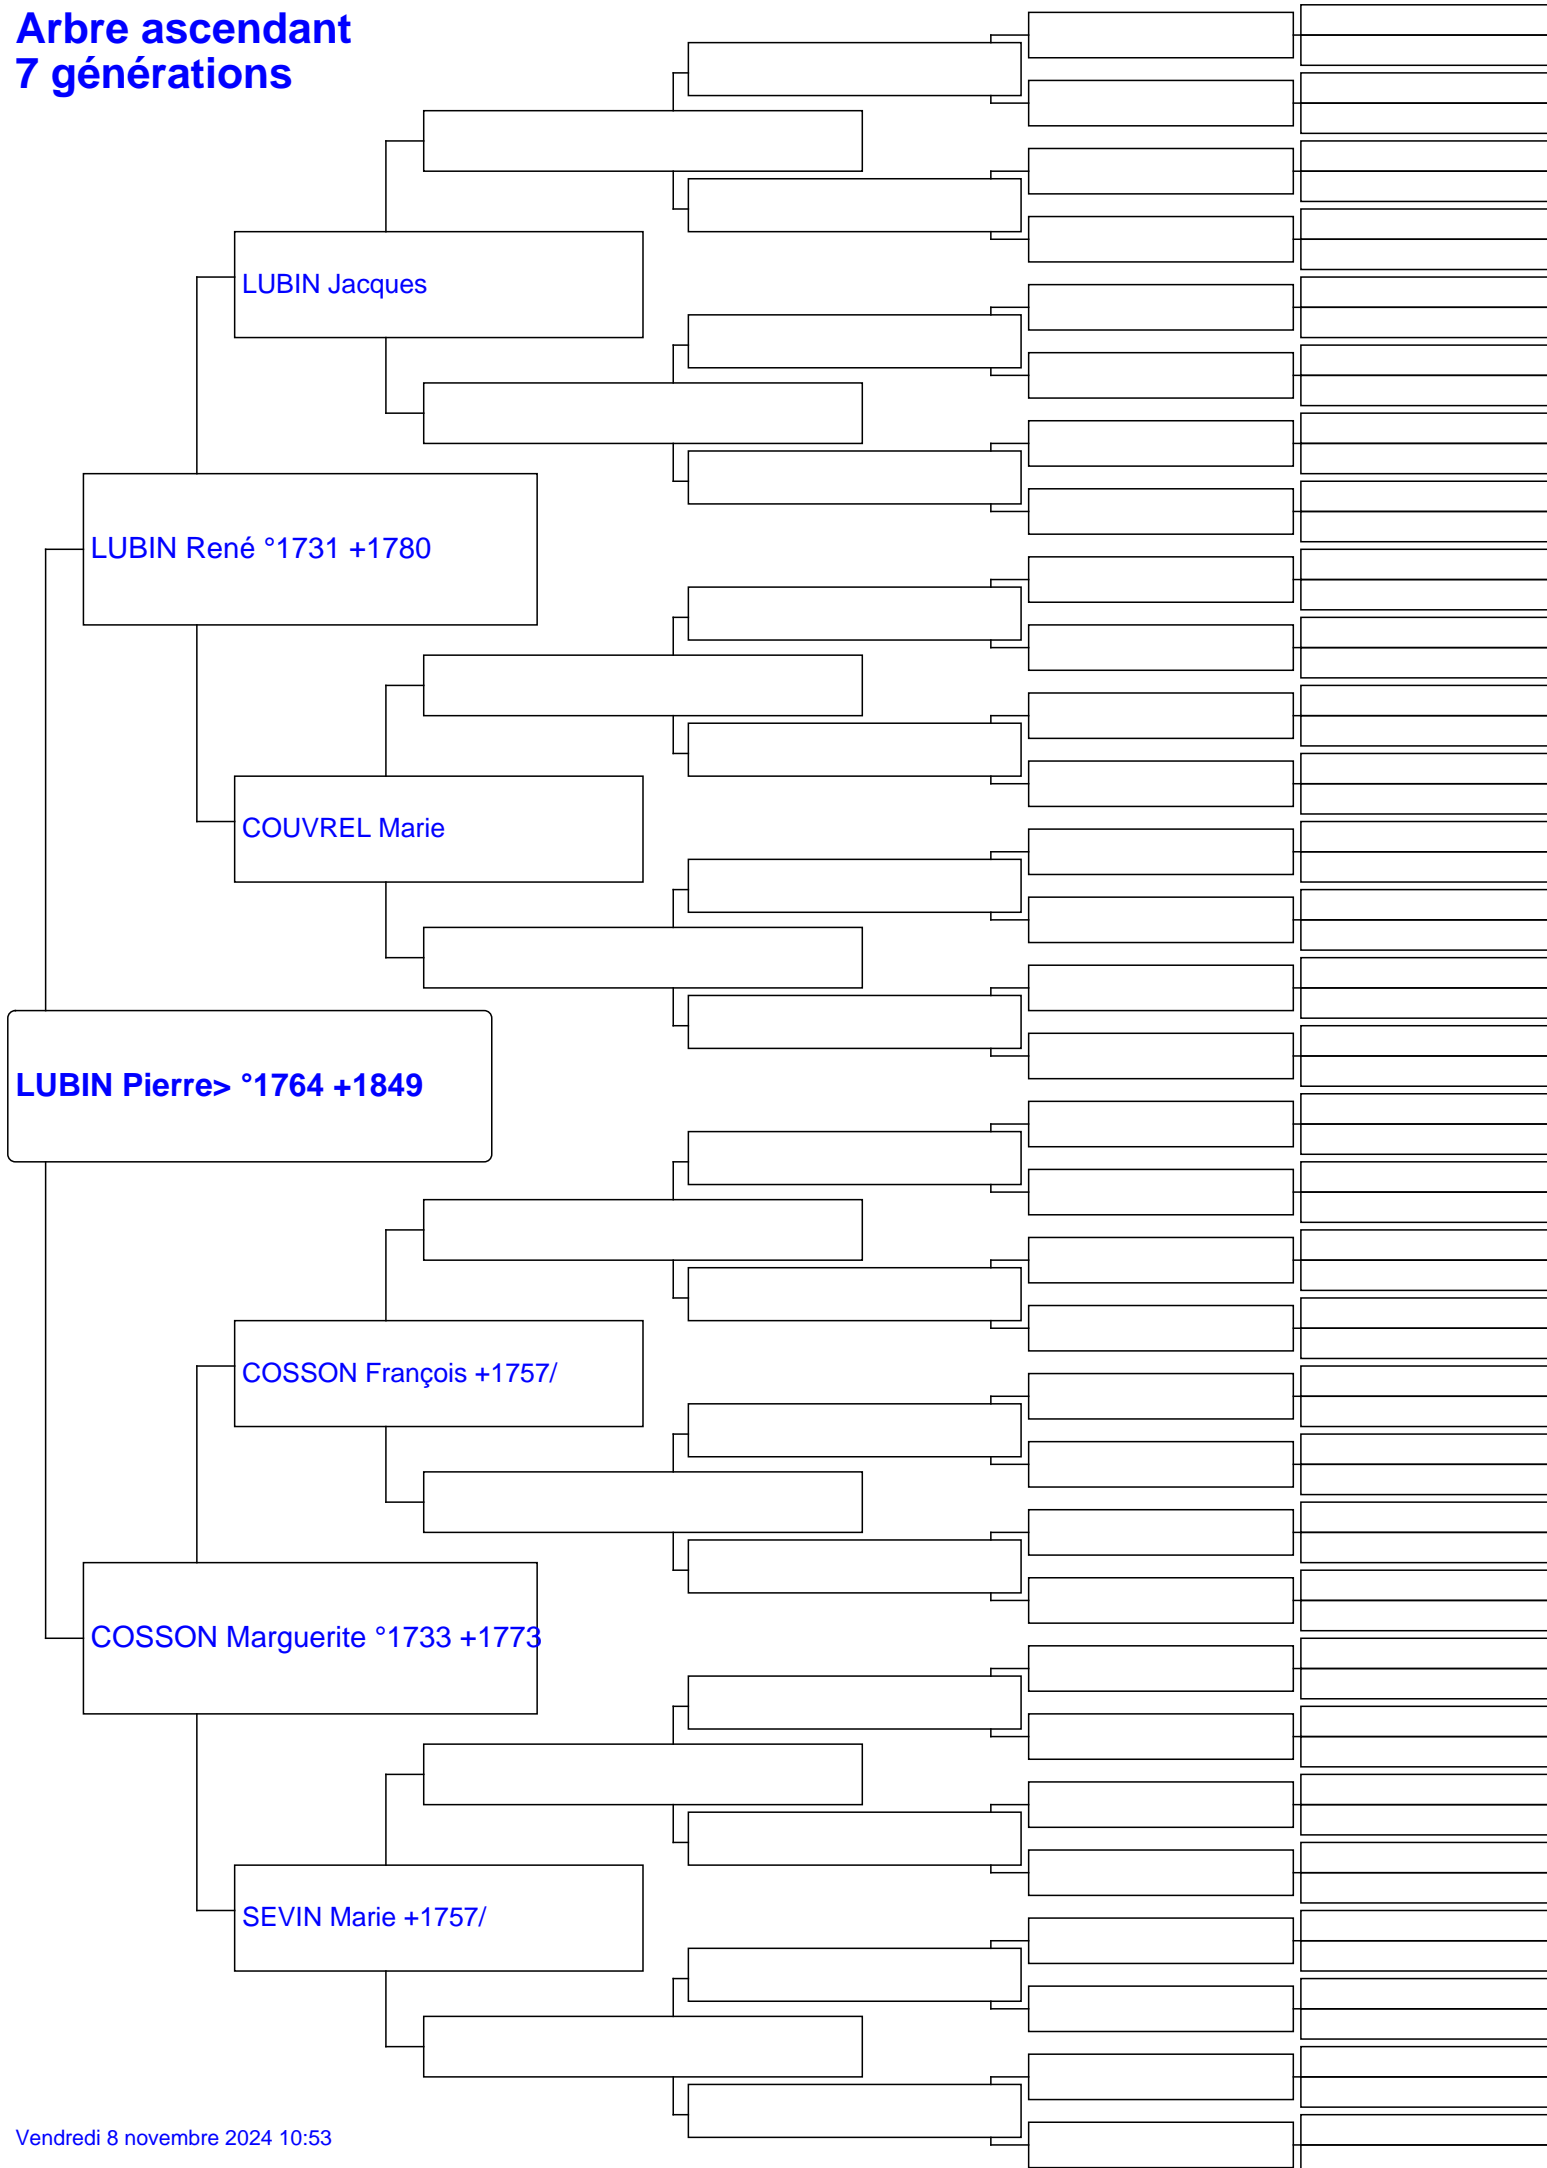 Arbre ascendant
7 générations
LUBIN Jacques
LUBIN René °1731 +1780
COUVREL Marie
LUBIN Pierre> °1764 +1849
COSSON François +1757/
COSSON Marguerite °1733 +1773
SEVIN Marie +1757/
Vendredi 8 novembre 2024 10:53